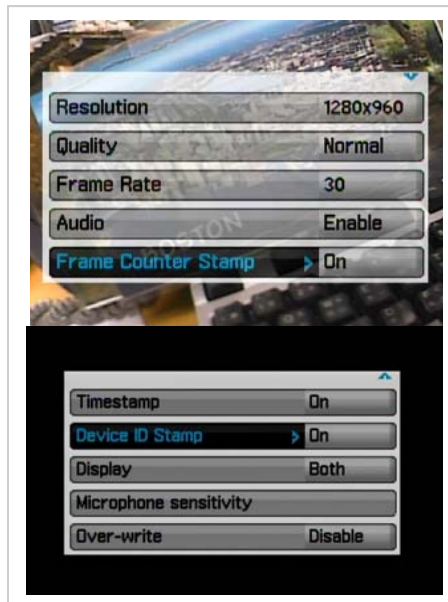 BOSTON
Resolution 1280x960
Quality Normal
Frame Rate 30
Audio Enable
Frame Counter Stamp > On
Timestamp On
Device ID Stamp > On
Display Both
Microphone sensitivity
Over-write Disable